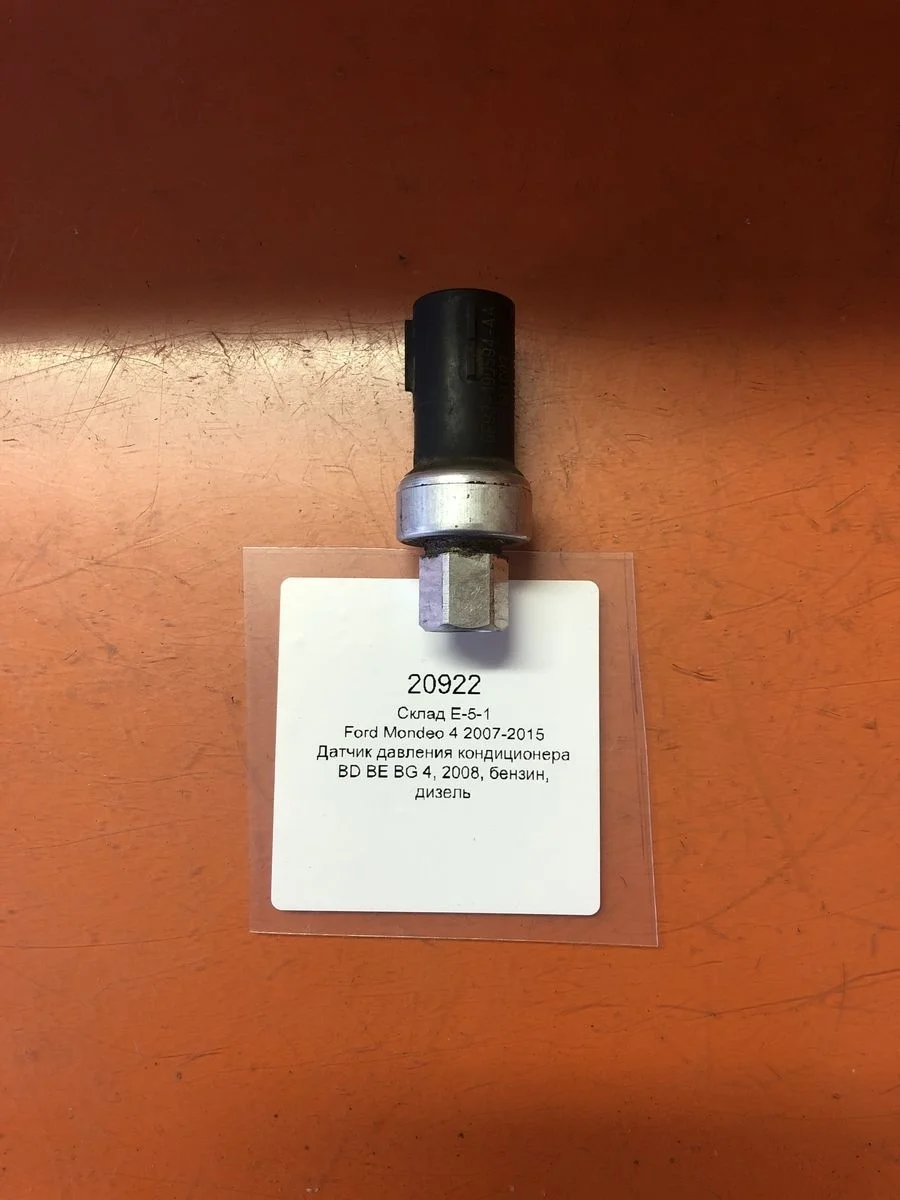 20922
Склад E-5-1
Ford Mondeo 4 2007-2015
Датчик давления кондиционера
BD BE BG 4, 2008, бензин,
дизель